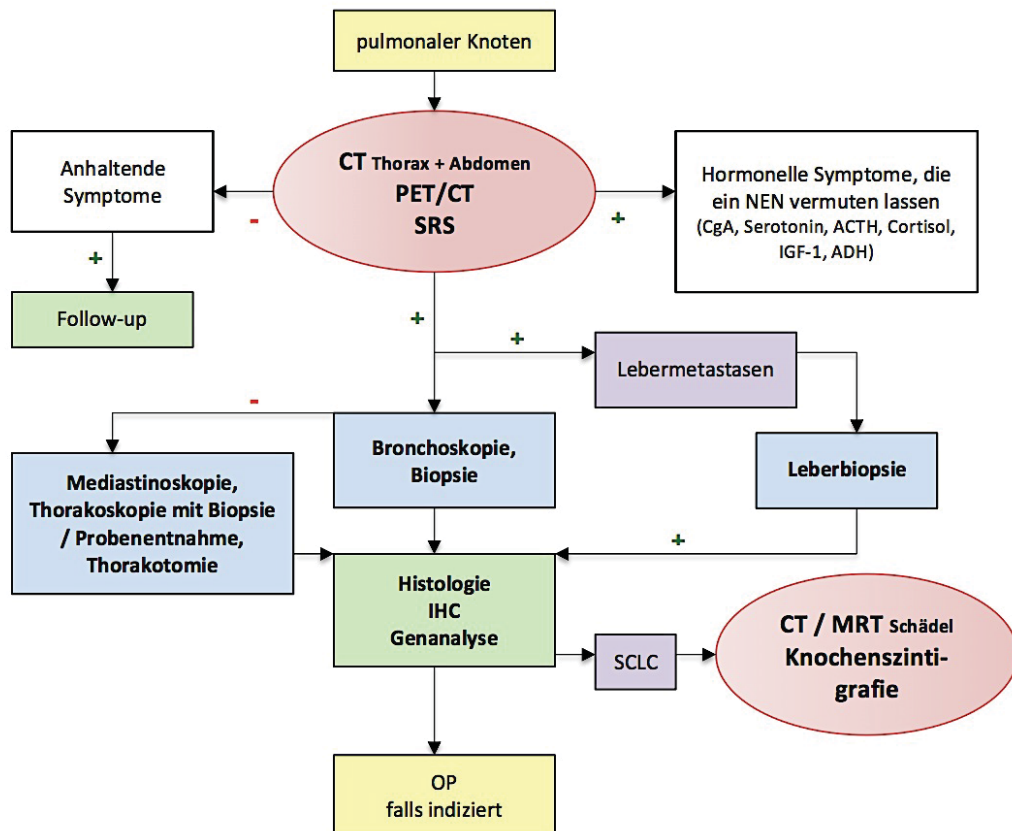 pulmonaler Knoten
CT Thorax + Abdomen
PET/CT
SRS
Anhaltende
Symptome
-
+
Hormonelle Symptome, die
ein NEN vermuten lassen
(CgA, Serotonin, ACTH, Cortisol,
IGF-1, ADH)
+
Follow-up
+
+
Lebermetastasen
-
Bronchoskopie,
Biopsie
Leberbiopsie
Mediastinoskopie,
Thorakoskopie mit Biopsie
/ Probenentnahme,
Thorakotomie
+
Histologie
IHC
Genanalyse
SCLC
CT / MRT Schädel
Knochenszinti-
grafie
OP
falls indiziert